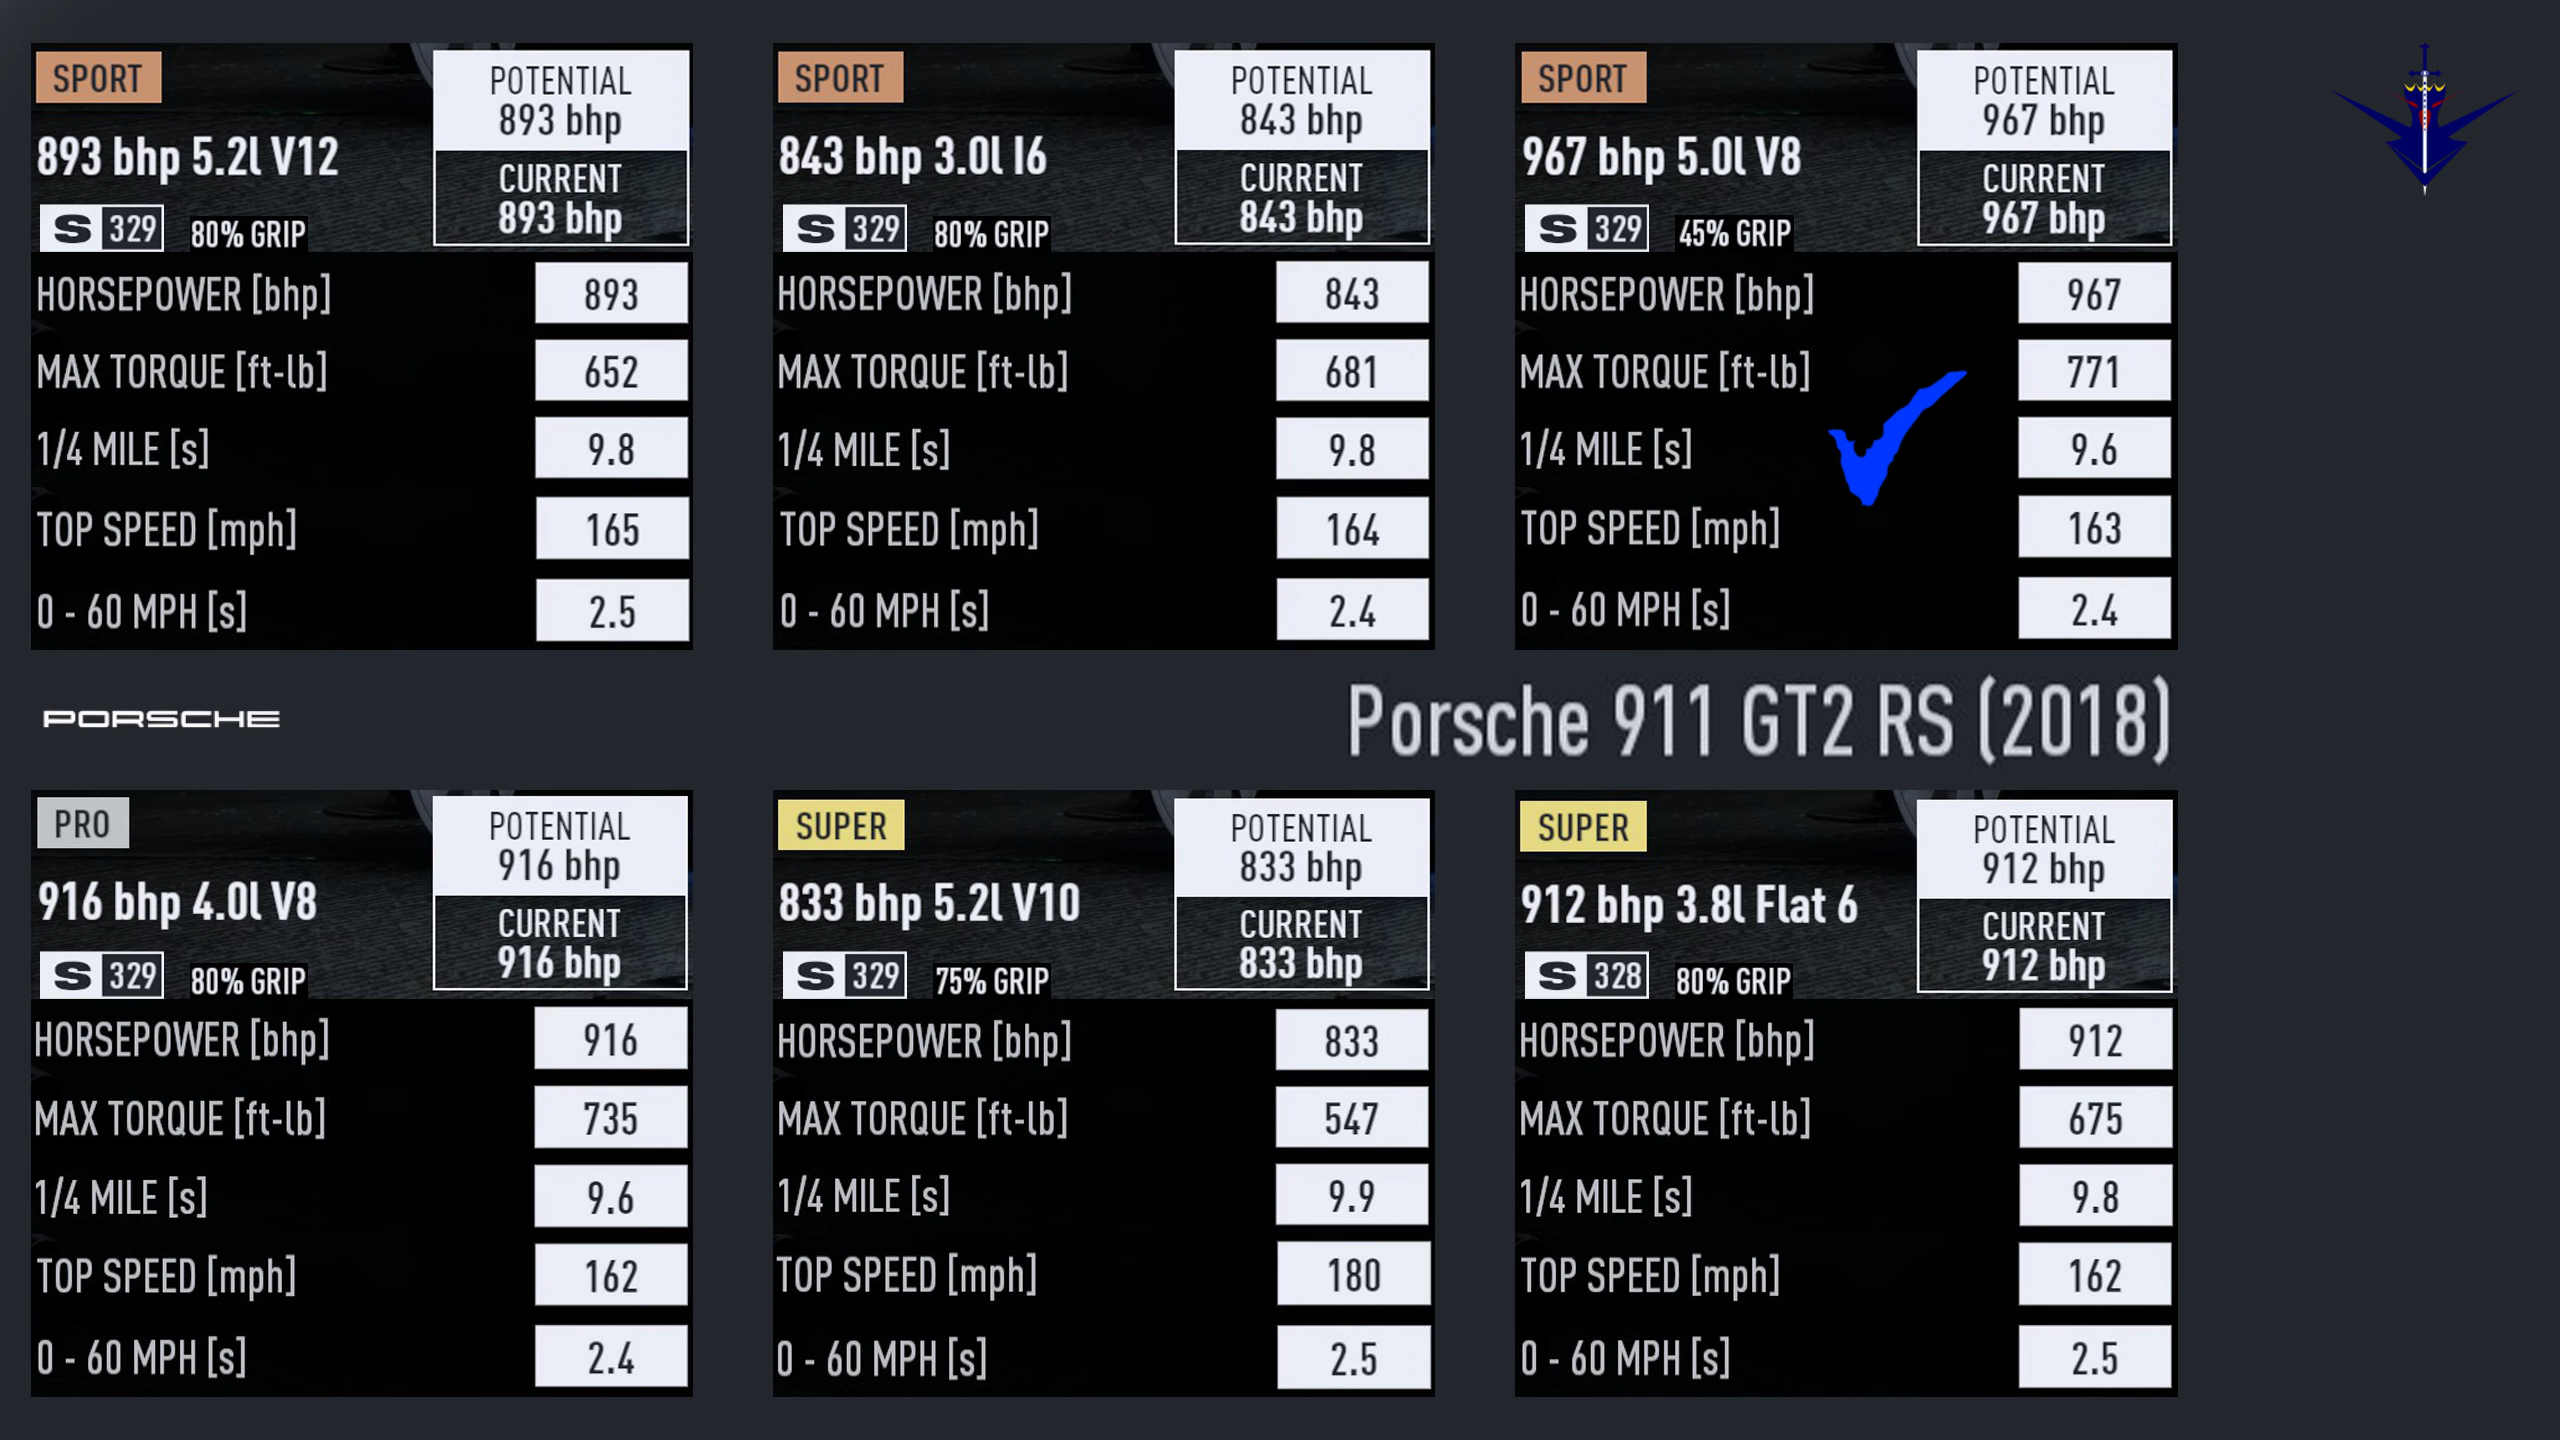 SPORT
POTENTIAL
893 bhp
893 bhp 5.2l V12
CURRENT
893 bhp
S 329 80% GRIP
HORSEPOWER [bhp] 893
MAX TORQUE [ft-lb] 652
1/4 MILE [s] 9.8
TOP SPEED [mph] 165
0 - 60 MPH [s] 2.5
SPORT
POTENTIAL
843 bhp
843 bhp 3.0l I6
CURRENT
843 bhp
S 329 80% GRIP
HORSEPOWER [bhp] 843
MAX TORQUE [ft-lb] 681
1/4 MILE [s] 9.8
TOP SPEED [mph] 164
0 - 60 MPH [s] 2.4
SPORT
POTENTIAL
967 bhp
967 bhp 5.0l V8
CURRENT
967 bhp
S 329 45% GRIP
HORSEPOWER [bhp] 967
MAX TORQUE [ft-lb] 771
1/4 MILE [s] 9.6
TOP SPEED [mph] 163
0 - 60 MPH [s] 2.4
PORSCHE
Porsche 911 GT2 RS (2018)
PRO
POTENTIAL
916 bhp
916 bhp 4.0l V8
CURRENT
916 bhp
S 329 80% GRIP
HORSEPOWER [bhp] 916
MAX TORQUE [ft-lb] 735
1/4 MILE [s] 9.6
TOP SPEED [mph] 162
0 - 60 MPH [s] 2.4
SUPER
POTENTIAL
833 bhp
833 bhp 5.2l V10
CURRENT
833 bhp
S 329 75% GRIP
HORSEPOWER [bhp] 833
MAX TORQUE [ft-lb] 547
1/4 MILE [s] 9.9
TOP SPEED [mph] 180
0 - 60 MPH [s] 2.5
SUPER
POTENTIAL
912 bhp
912 bhp 3.8l Flat 6
CURRENT
912 bhp
S 328 80% GRIP
HORSEPOWER [bhp] 912
MAX TORQUE [ft-lb] 675
1/4 MILE [s] 9.8
TOP SPEED [mph] 162
0 - 60 MPH [s] 2.5